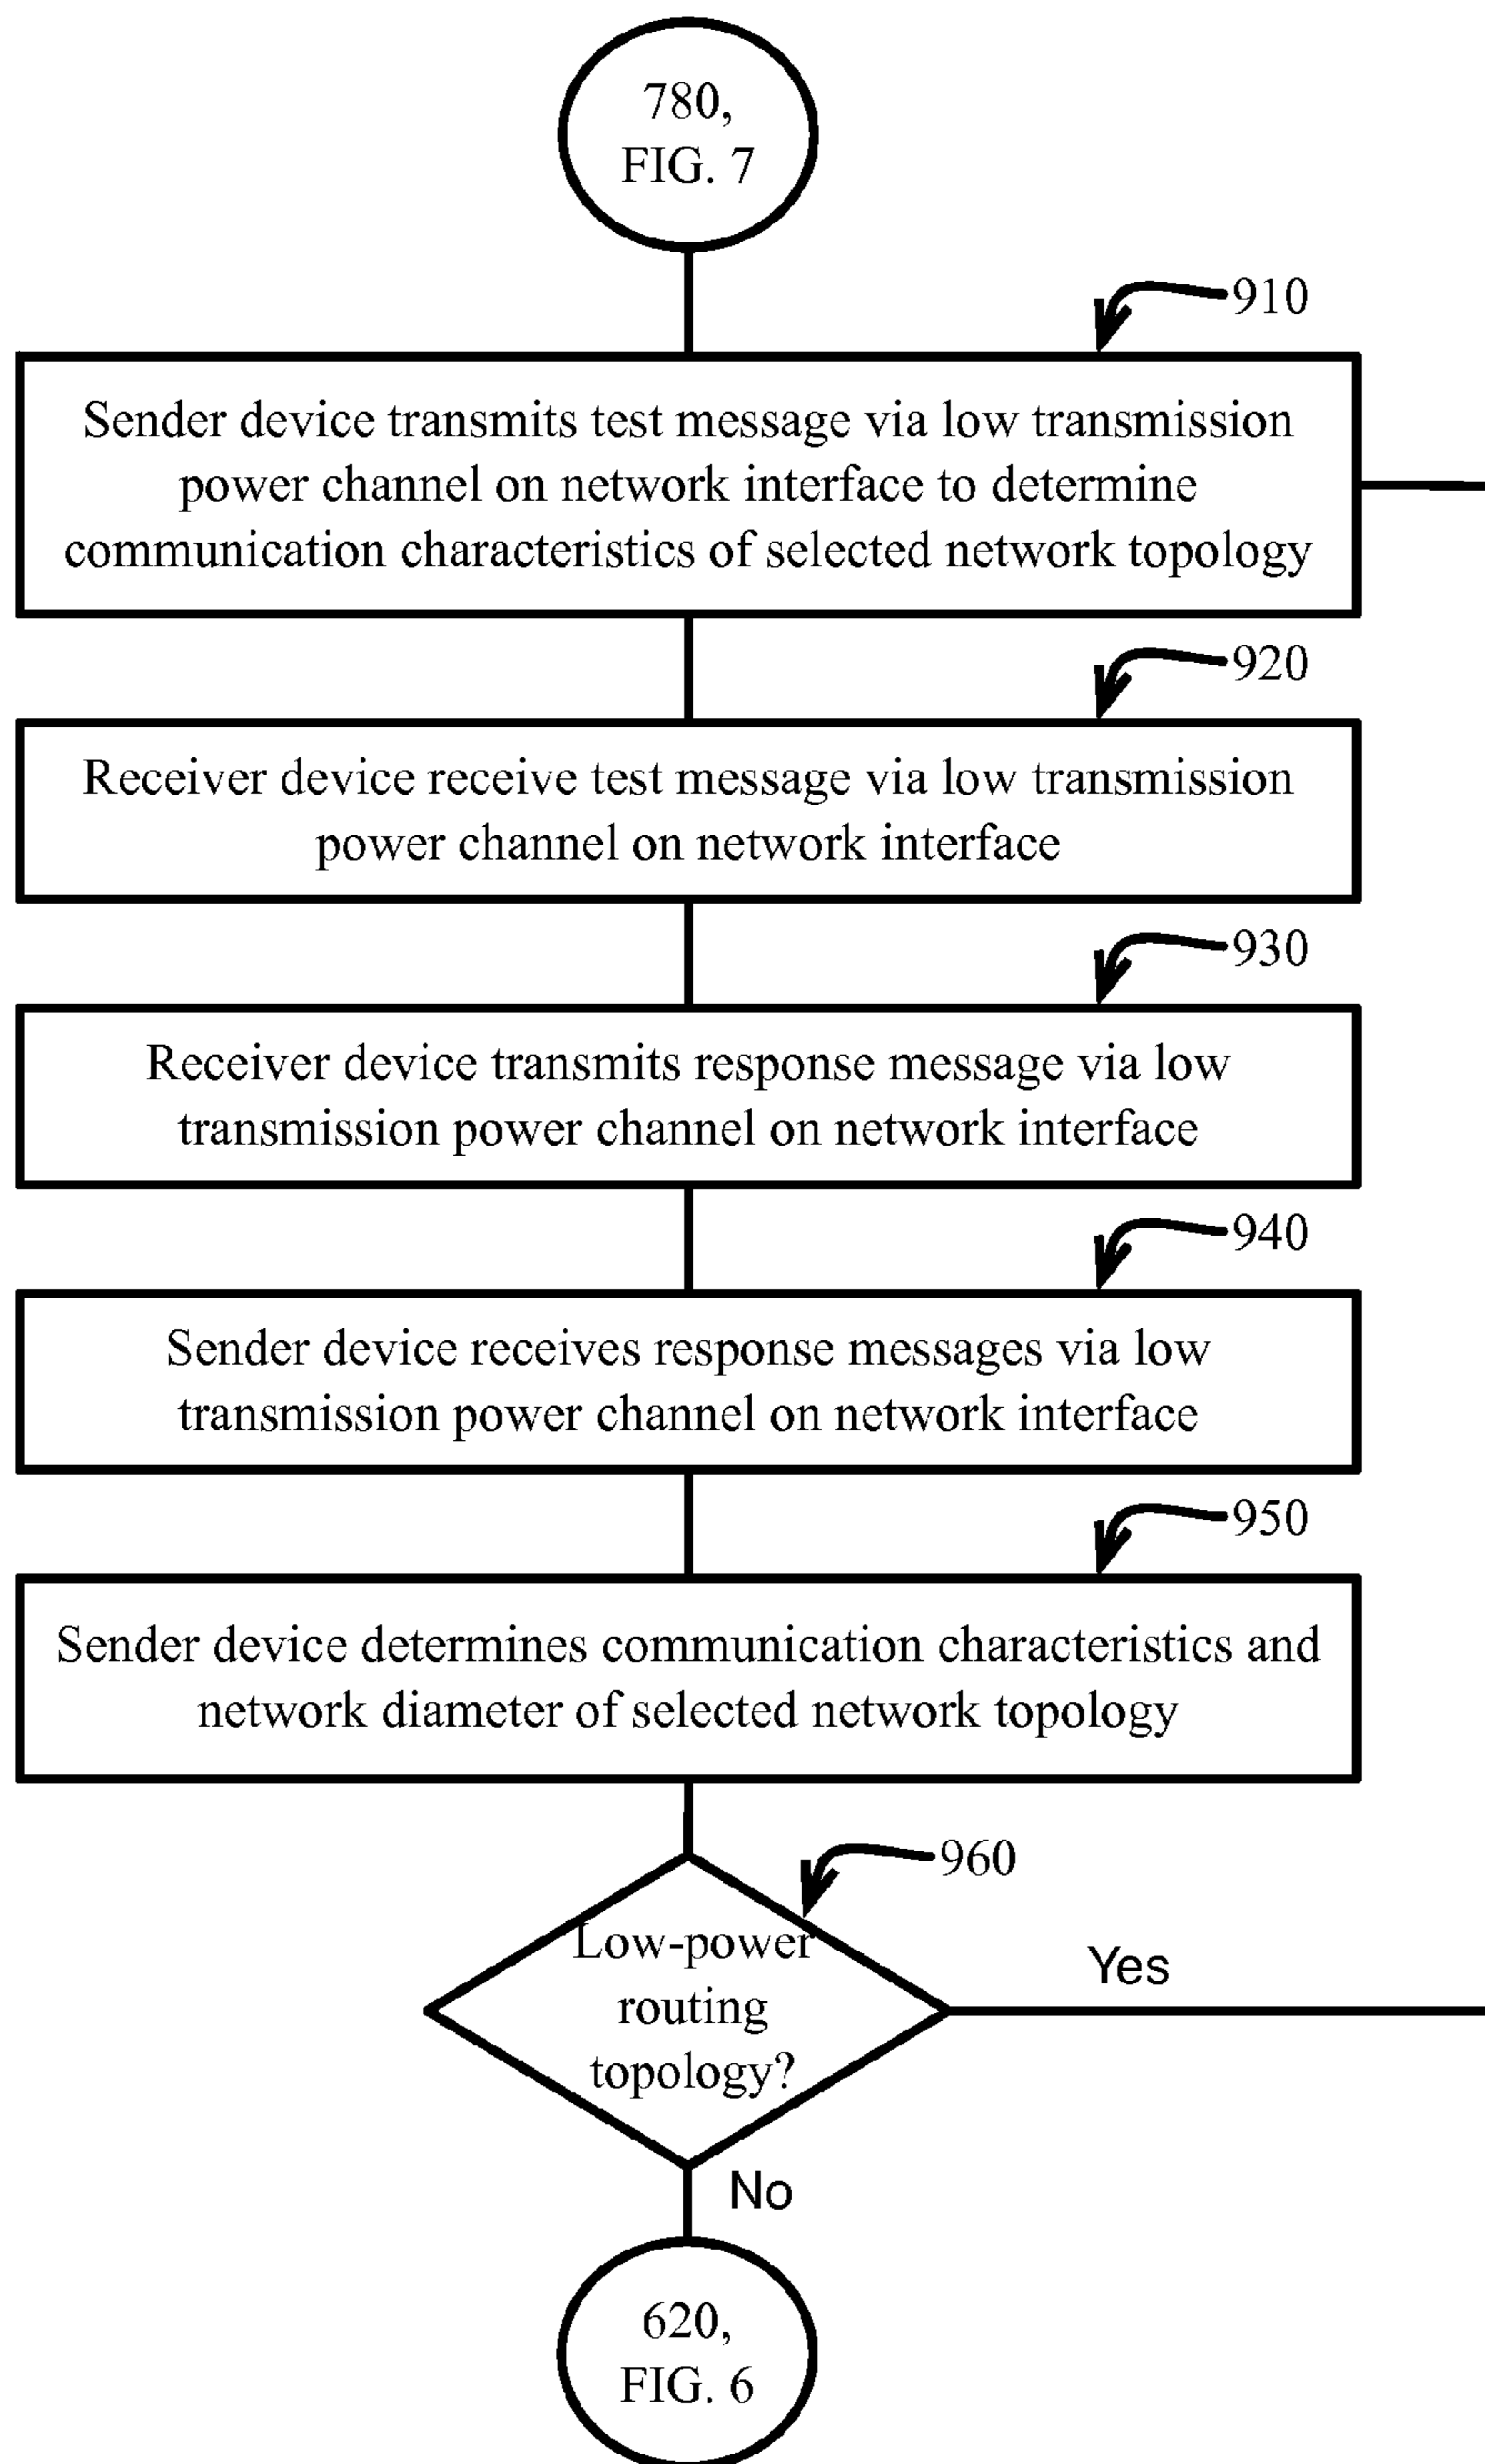 780,
FIG. 7
910
Sender device transmits test message via low transmission
power channel on network interface to determine
communication characteristics of selected network topology
920
Receiver device receive test message via low transmission
power channel on network interface
930
Receiver device transmits response message via low
transmission power channel on network interface
940
Sender device receives response messages via low
transmission power channel on network interface
950
Sender device determines communication characteristics and
network diameter of selected network topology
960
Low-power
routing
topology?
Yes
No
620,
FIG. 6